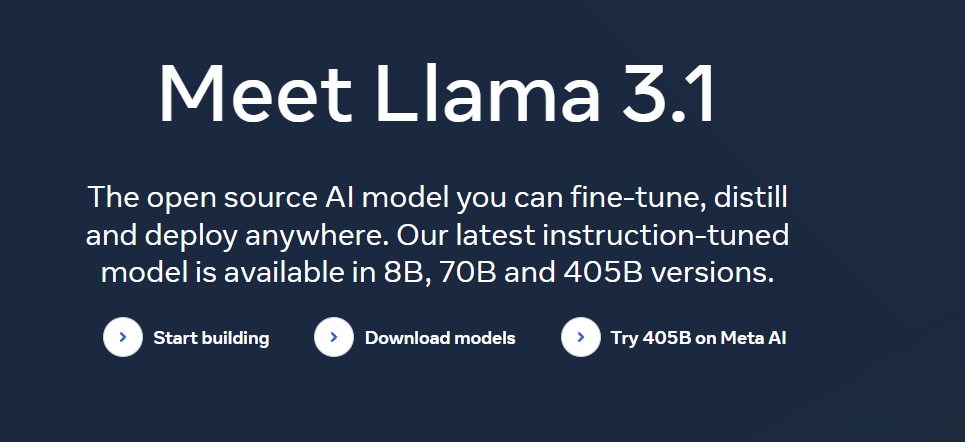 Meet Llama 3.1
The open source AI model you can fine-tune, distill
and deploy anywhere. Our latest instruction-tuned
model is available in 8B, 70B and 405B versions.
Start building Download models Try 405B on Meta AI